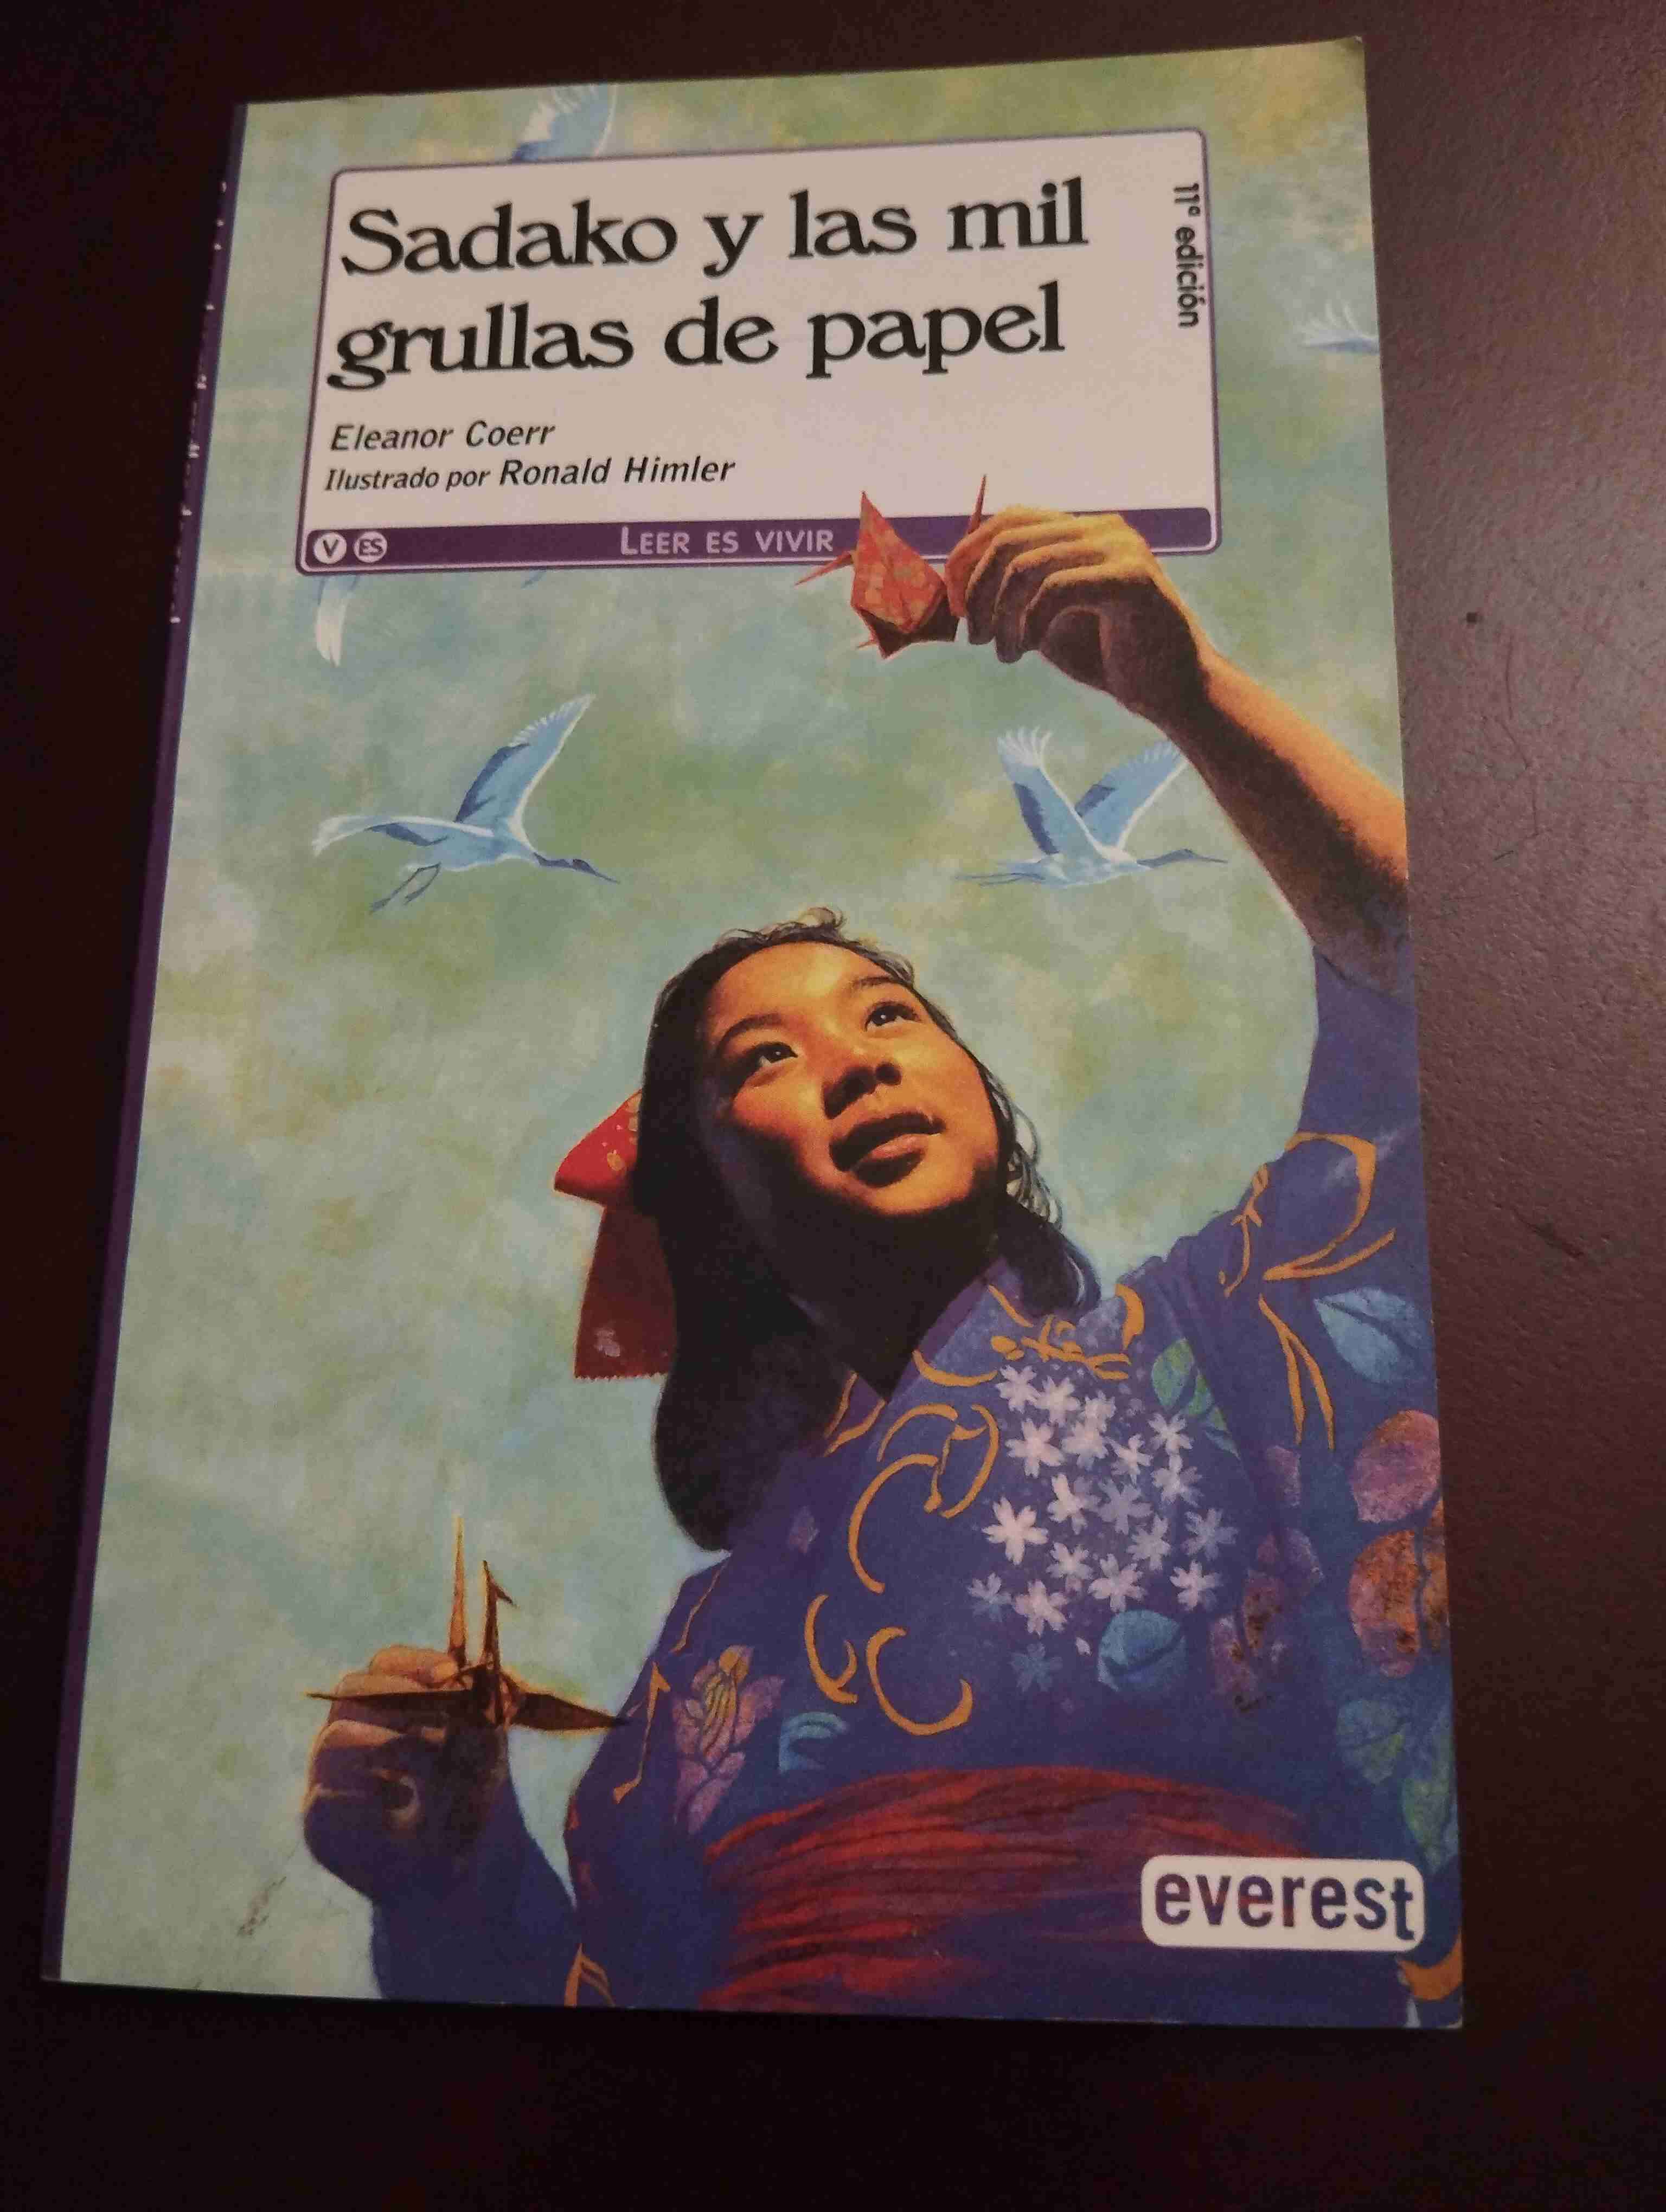 Sadako y las mil
grullas de papel
11ª edición
Eleanor Coerr
Ilustrado por Ronald Himler
V ES
LEER ES VIVIR
everest